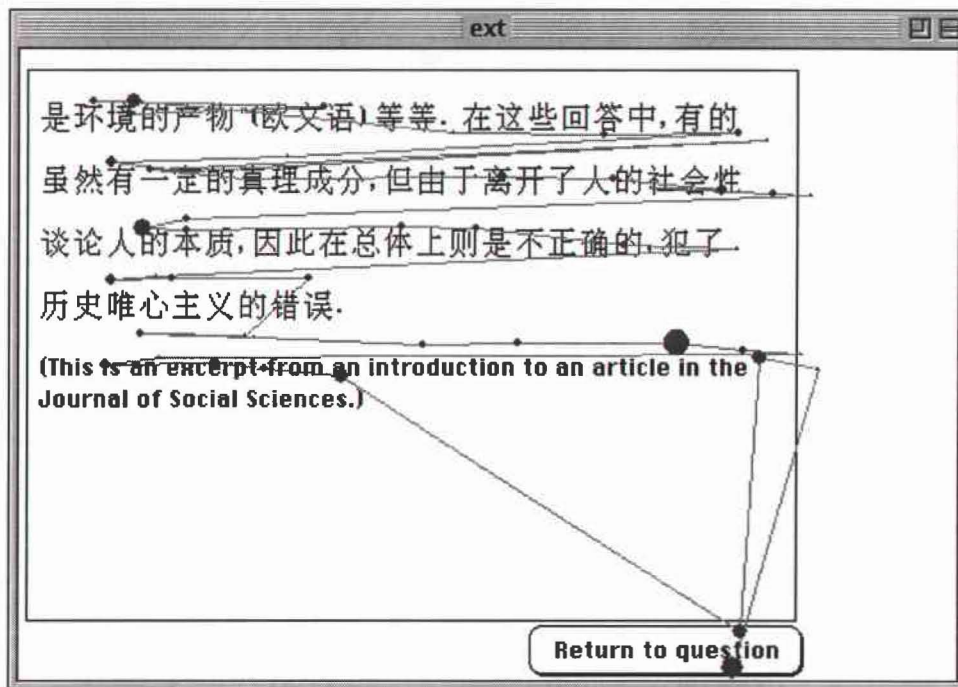 ext
是环境的产物"(欧文语)等等.在这些回答中,有的
虽然有一定的真理成分,但由于离开了人的社会性
谈论人的本质,因此在总体上则是不正确的,犯了
历史唯心主义的错误.
(This is an excerpt from an introduction to an article in the
Journal of Social Sciences.)
Return to question